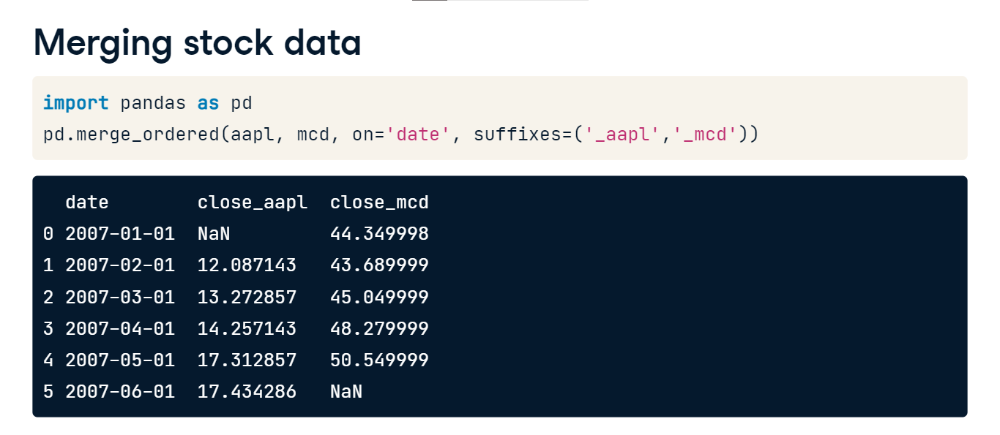 Merging stock data
import pandas as pd
pd.merge_ordered(aapl, mcd, on='date', suffixes=('_aapl','_mcd'))
  date        close_aapl  close_mcd
0 2007-01-01  NaN         44.349998
1 2007-02-01  12.087143   43.689999
2 2007-03-01  13.272857   45.049999
3 2007-04-01  14.257143   48.279999
4 2007-05-01  17.312857   50.549999
5 2007-06-01  17.434286   NaN